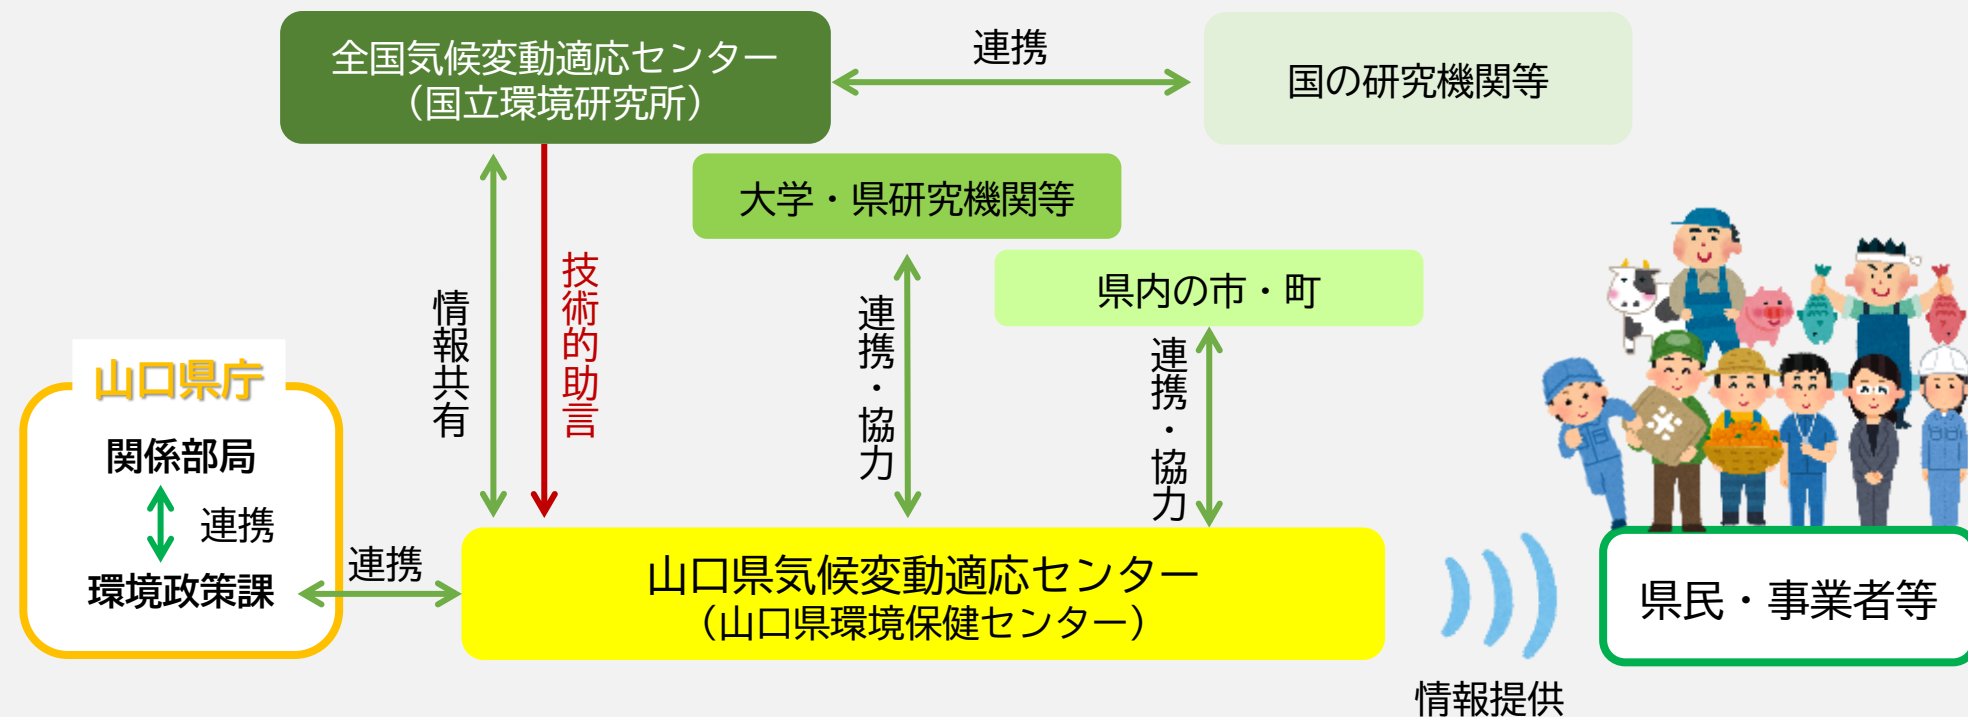 全国気候変動適応センター
（国立環境研究所）
連携
国の研究機関等
大学・県研究機関等
県内の市・町
情報共有
技術的助言
連携・協力
連携・協力
山口県庁
関係部局
連携
環境政策課
連携
山口県気候変動適応センター
（山口県環境保健センター）
米
県民・事業者等
情報提供